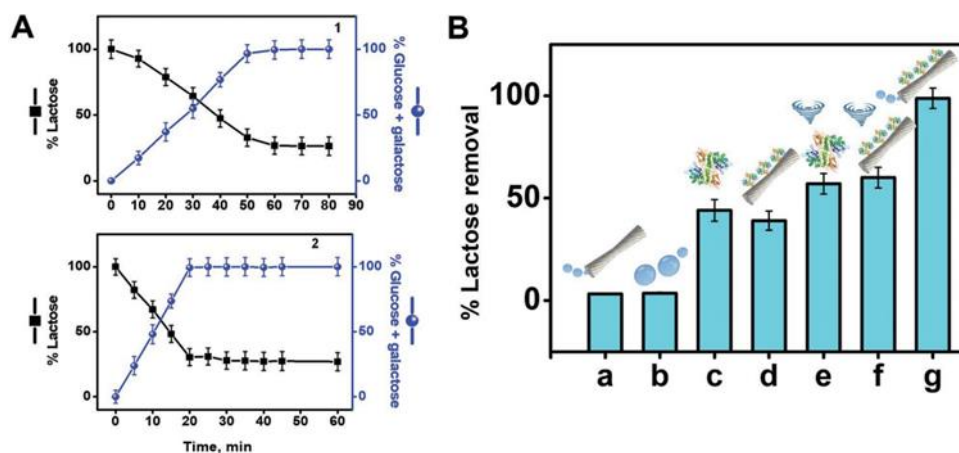 A
1
% Lactose
100
50
0
0 10 20 30 40 50 60 70 80 90
100
50
0
% Glucose + galactose
2
% Lactose
100
50
0
0 10 20 30 40 50 60
100
50
0
% Glucose + galactose
Time, min
B
% Lactose removal
100
50
0
a b c d e f g